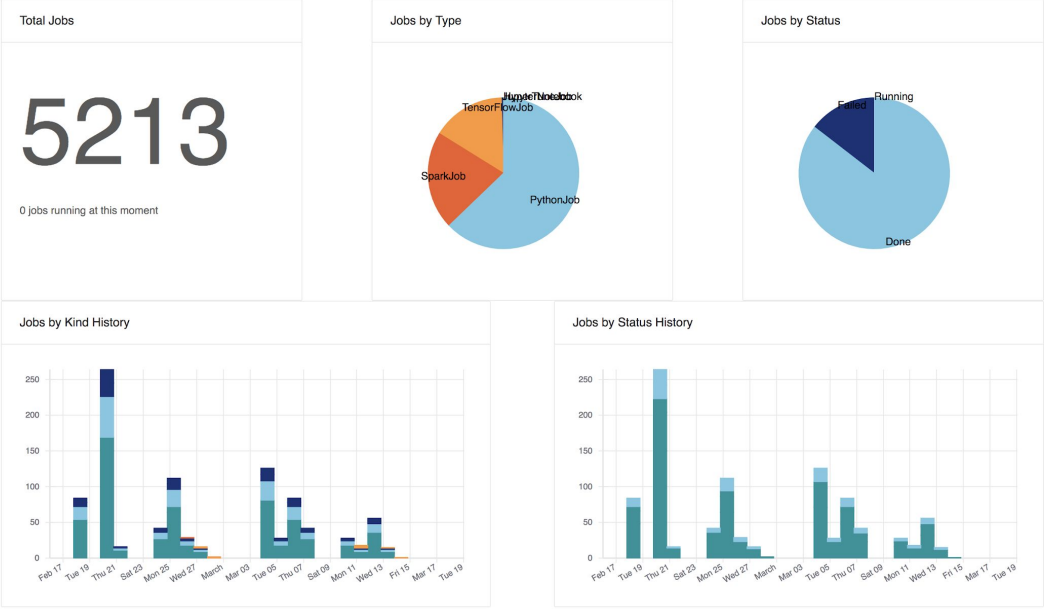 Total Jobs
5213
0 jobs running at this moment
Jobs by Type
HyperTuneJob
TensorFlowJob
SparkJob
PythonJob
Jobs by Status
Running
Failed
Done
Jobs by Kind History
250
200
150
100
50
0
Feb 17 Tue 19 Thu 21 Sat 23 Mon 25 Wed 27 March Mar 03 Tue 05 Thu 07 Sat 09 Mon 11 Wed 13 Fri 15 Mar 17 Tue 19
Jobs by Status History
250
200
150
100
50
0
Feb 17 Tue 19 Thu 21 Sat 23 Mon 25 Wed 27 March Mar 03 Tue 05 Thu 07 Sat 09 Mon 11 Wed 13 Fri 15 Mar 17 Tue 19